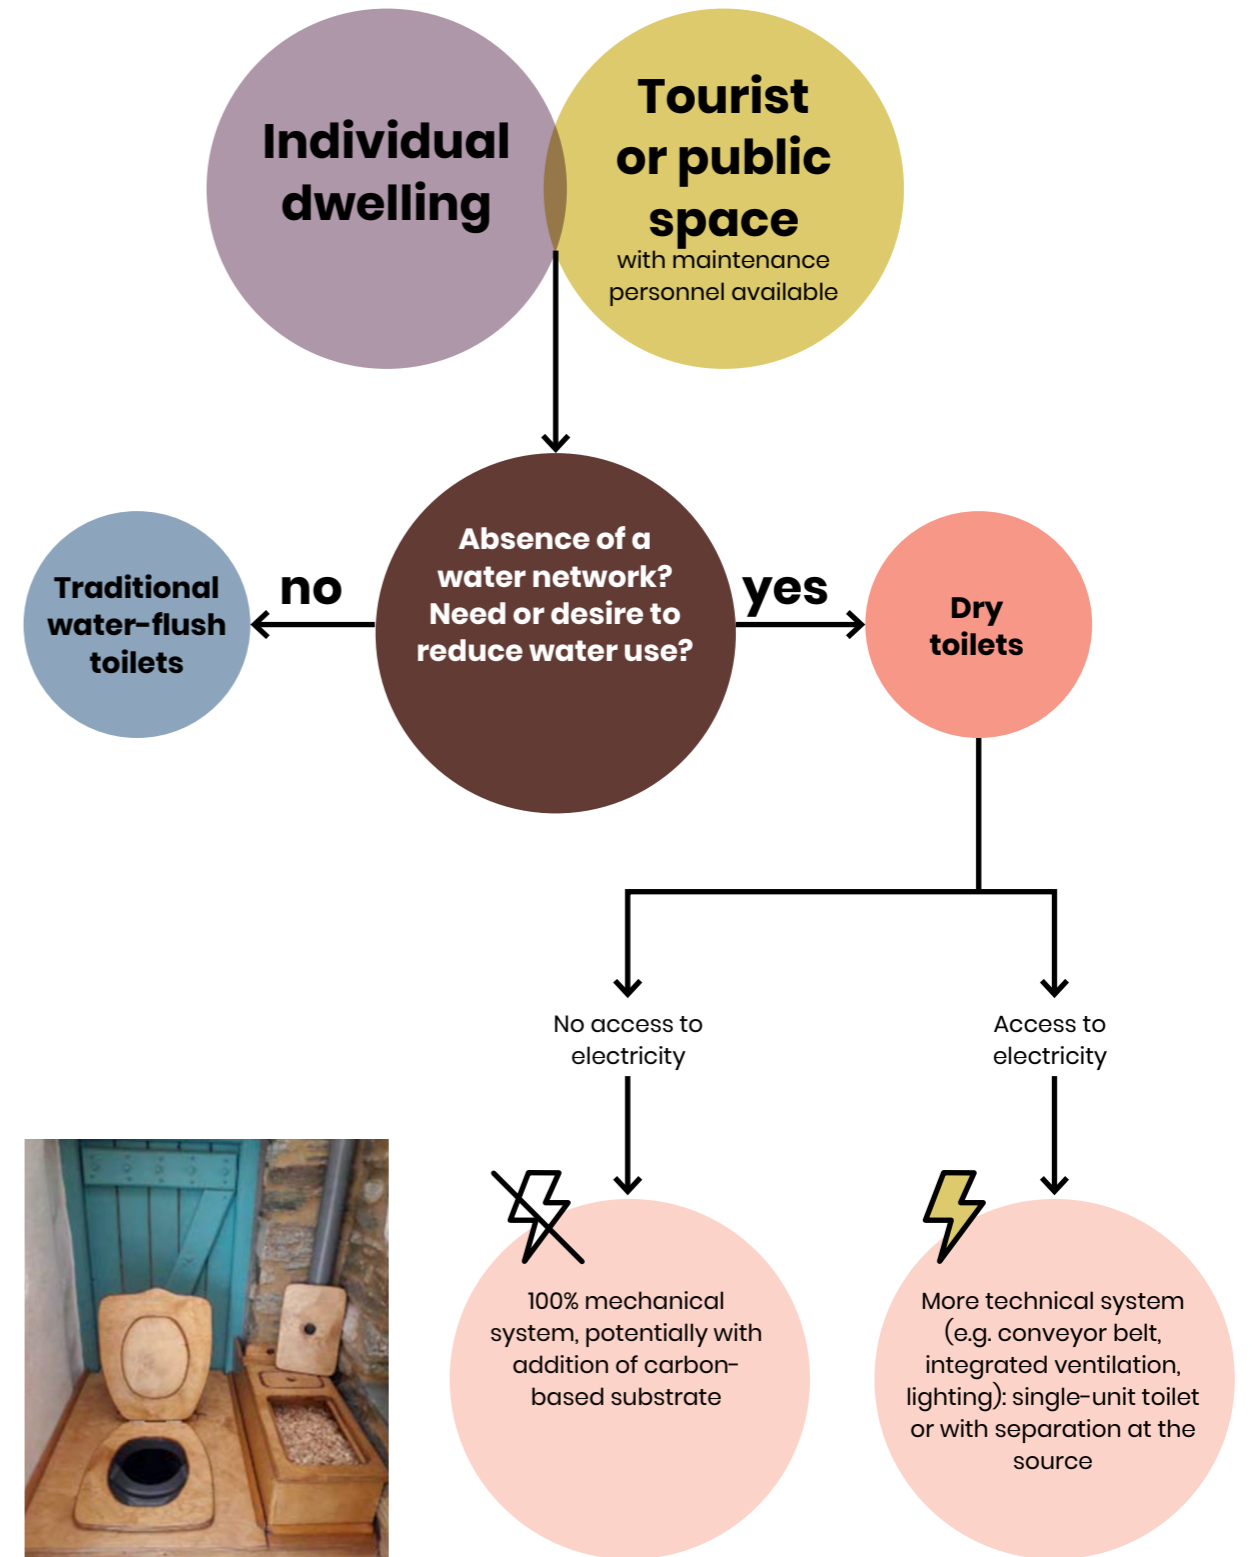 Individual
dwelling
Tourist
or public
space
with maintenance
personnel available
Absence of a
water network?
Need or desire to
reduce water use?
no
Traditional
water-flush
toilets
yes
Dry
toilets
No access to
electricity
Access to
electricity
100% mechanical
system, potentially with
addition of carbon-
based substrate
More technical system
(e.g. conveyor belt,
integrated ventilation,
lighting): single-unit toilet
or with separation at the
source